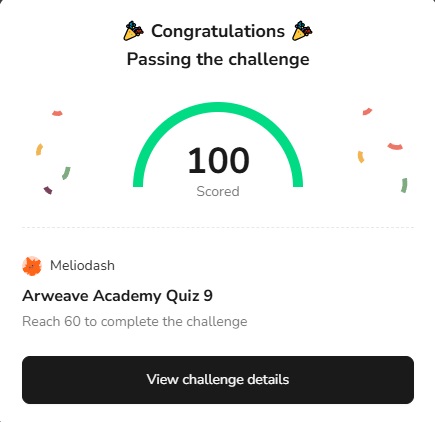 🎉 Congratulations 🎉
Passing the challenge
100
Scored
Meliodash
Arweave Academy Quiz 9
Reach 60 to complete the challenge
View challenge details